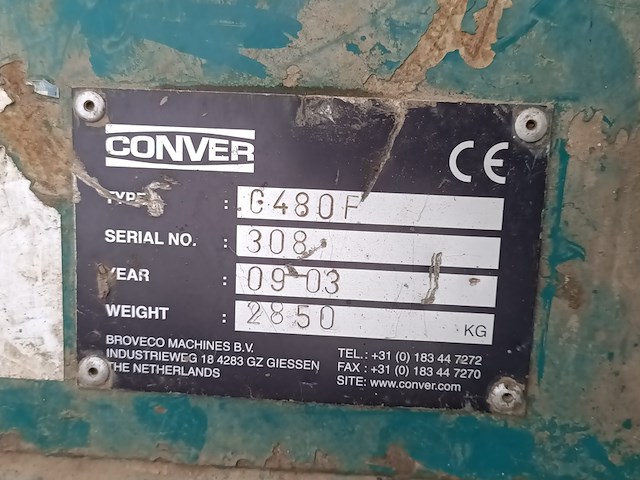 CONVER
CE
TYPE : C480F
SERIAL NO. : 308
YEAR : 09-03
WEIGHT : 2850 KG
BROVECO MACHINES B.V.
INDUSTRIEWEG 18 4283 GZ GIESSEN
THE NETHERLANDS
TEL.: +31 (0) 183 44 7272
FAX : +31 (0) 183 44 7270
SITE: www.conver.com